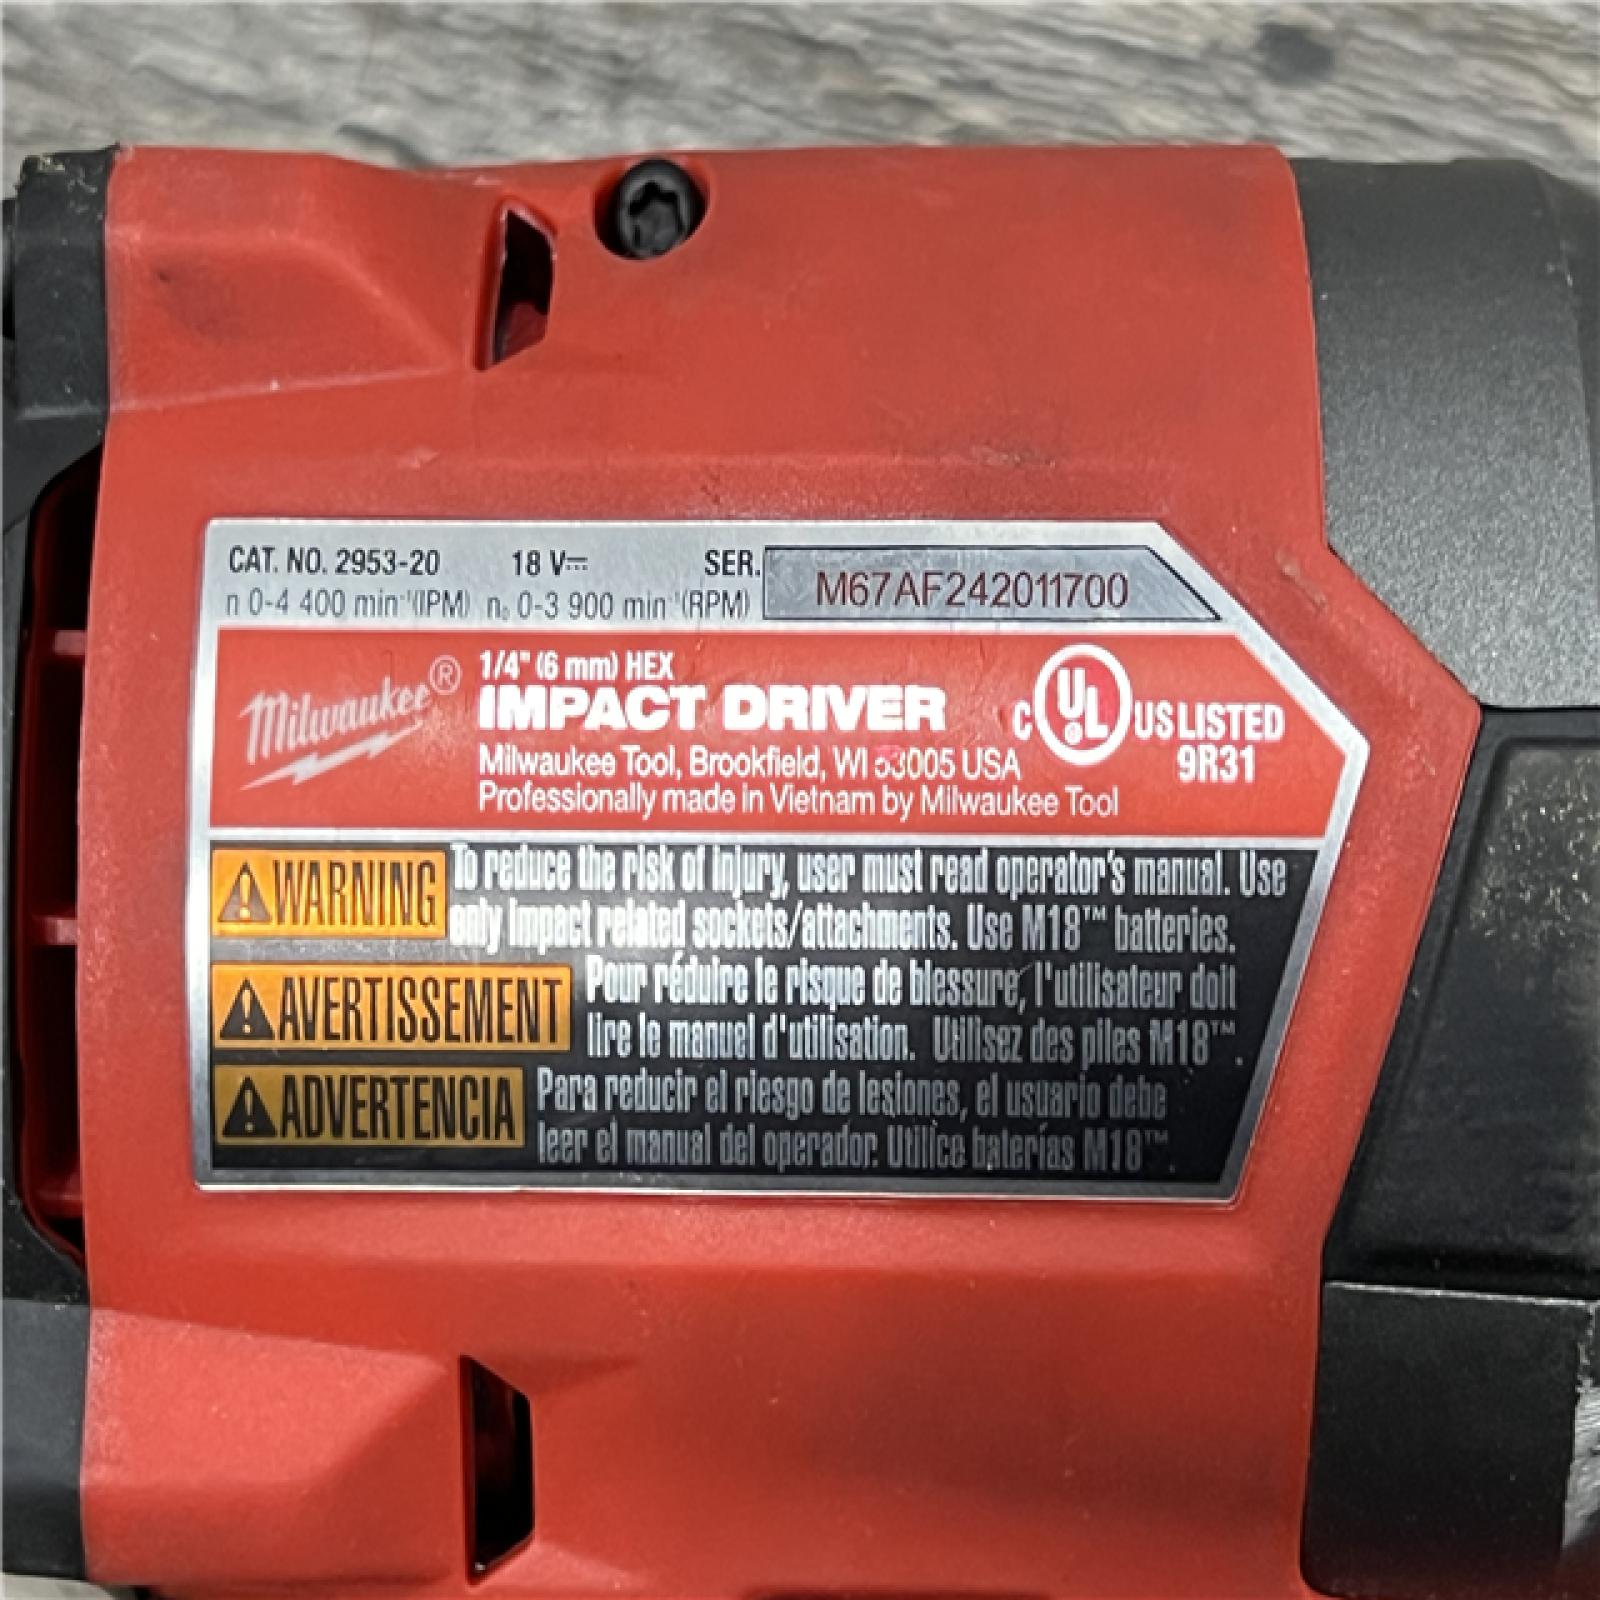 CAT. NO. 2953-20 18 V⎓ SER. M67AF242011700
n 0-4 400 min⁻¹(IPM) n₀ 0-3 900 min⁻¹(RPM)
Milwaukee®
1/4" (6 mm) HEX
IMPACT DRIVER
Milwaukee Tool, Brookfield, WI 53005 USA
Professionally made in Vietnam by Milwaukee Tool
C UL US LISTED
9R31
WARNING To reduce the risk of injury, user must read operator's manual. Use
only impact related sockets/attachments. Use M18™ batteries.
AVERTISSEMENT Pour réduire le risque de blessure, l'utilisateur doit
lire le manuel d'utilisation. Utilisez des piles M18™.
ADVERTENCIA Para reducir el riesgo de lesiones, el usuario debe
leer el manual del operador. Utilice baterías M18™.